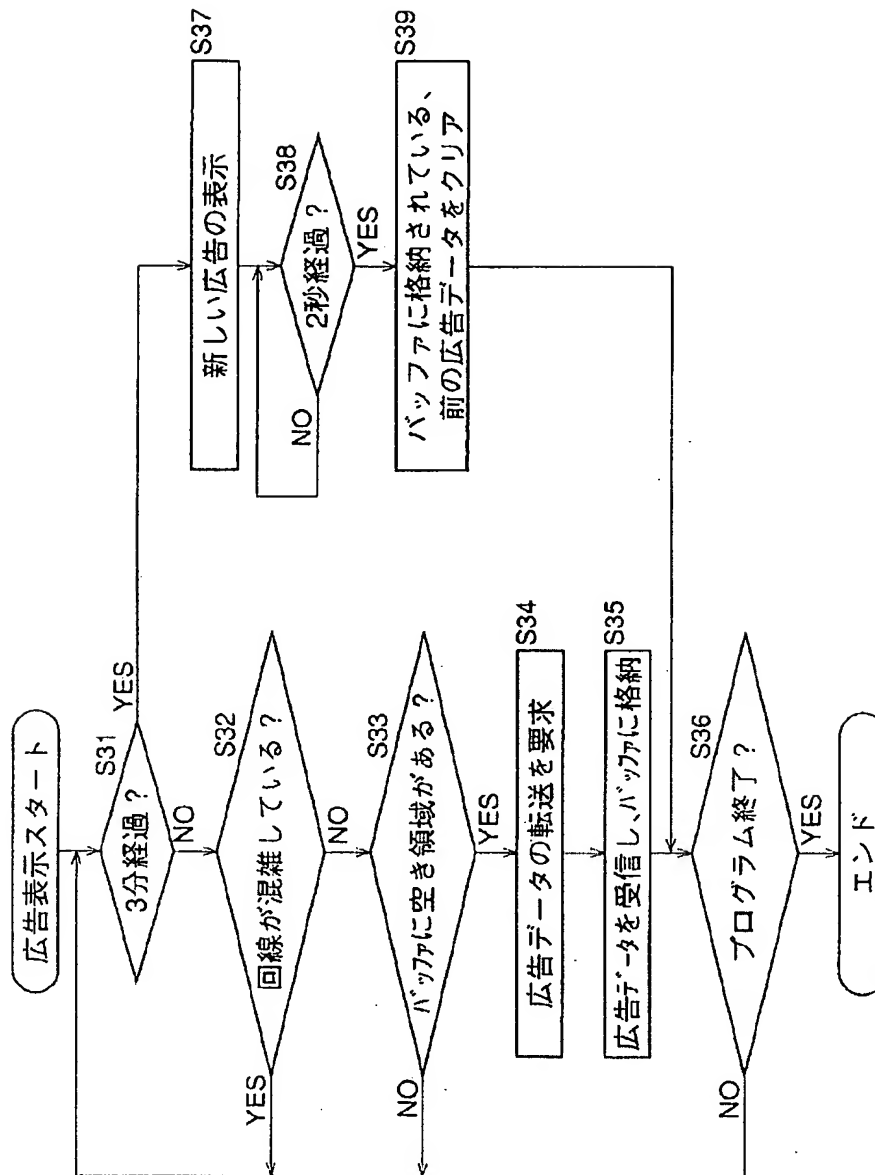 広告表示スタート
S31
3分経過?
YES
NO
S32
回線が混雑している?
YES
NO
S33
バッファに空き領域がある?
NO
YES
S34
広告データの転送を要求
S35
広告データを受信し、バッファに格納
S36
プログラム終了?
NO
YES
エンド
S37
新しい広告の表示
S38
2秒経過?
NO
YES
S39
バッファに格納されている、
前の広告データをクリア